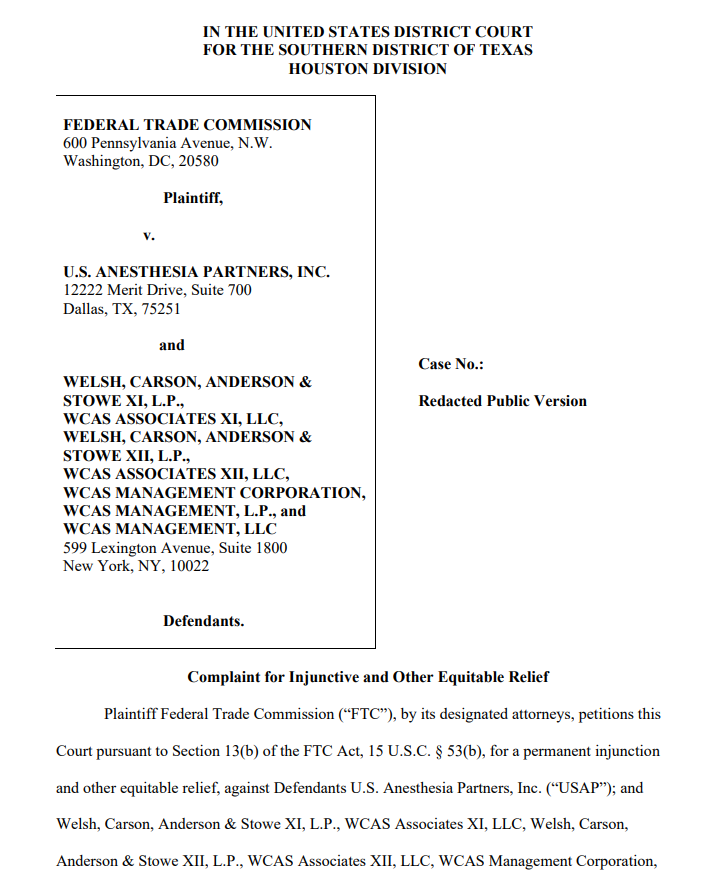 IN THE UNITED STATES DISTRICT COURT
FOR THE SOUTHERN DISTRICT OF TEXAS
HOUSTON DIVISION
FEDERAL TRADE COMMISSION
600 Pennsylvania Avenue, N.W.
Washington, DC, 20580
Plaintiff,
v.
U.S. ANESTHESIA PARTNERS, INC.
12222 Merit Drive, Suite 700
Dallas, TX, 75251
and
WELSH, CARSON, ANDERSON &
STOWE XI, L.P.,
WCAS ASSOCIATES XI, LLC,
WELSH, CARSON, ANDERSON &
STOWE XII, L.P.,
WCAS ASSOCIATES XII, LLC,
WCAS MANAGEMENT CORPORATION,
WCAS MANAGEMENT, L.P., and
WCAS MANAGEMENT, LLC
599 Lexington Avenue, Suite 1800
New York, NY, 10022
Defendants.
Case No.:
Redacted Public Version
Complaint for Injunctive and Other Equitable Relief
Plaintiff Federal Trade Commission (“FTC”), by its designated attorneys, petitions this
Court pursuant to Section 13(b) of the FTC Act, 15 U.S.C. § 53(b), for a permanent injunction
and other equitable relief, against Defendants U.S. Anesthesia Partners, Inc. (“USAP”); and
Welsh, Carson, Anderson & Stowe XI, L.P., WCAS Associates XI, LLC, Welsh, Carson,
Anderson & Stowe XII, L.P., WCAS Associates XII, LLC, WCAS Management Corporation,